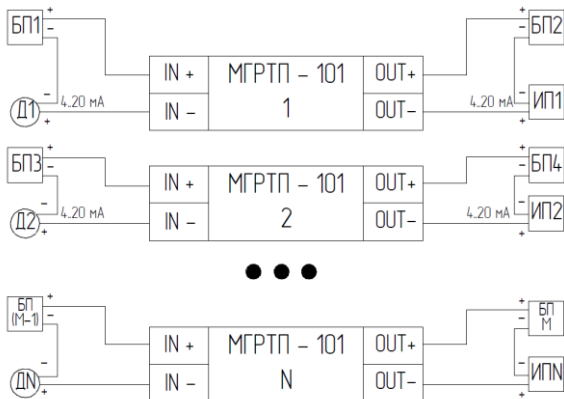 БП1 + - + - БП2
IN + МГРТП - 101 OUT+
Д1 - + 4..20 мА IN - 1 OUT- 4..20 мА - + ИП1
БП3 + - + - БП4
IN + МГРТП - 101 OUT+
Д2 - + 4..20 мА IN - 2 OUT- 4..20 мА - + ИП2
БП (М-1) + - + - БП М
IN + МГРТП - 101 OUT+
ДN - + IN - N OUT- - + ИПN